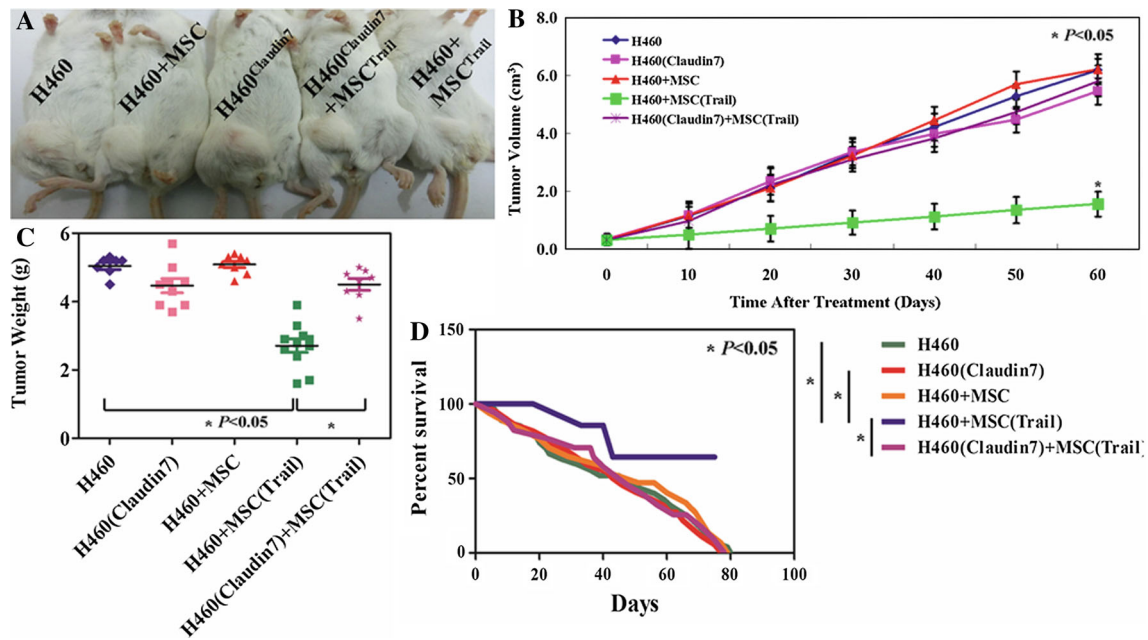 A
H460
H460+MSC
H460Claudin7
H460Claudin7
+MSCTrail
H460+
MSCTrail
B
8.0
6.0
4.0
2.0
0.0
Tumor Volume (cm3)
H460
H460(Claudin7)
H460+MSC
H460+MSC(Trail)
H460(Claudin7)+MSC(Trail)
* P<0.05
*
0 10 20 30 40 50 60
Time After Treatment (Days)
C
6
4
2
0
Tumor Weight (g)
* P<0.05
*
H460
H460(Claudin7)
H460+MSC
H460+MSC(Trail)
H460(Claudin7)+MSC(Trail)
D
150
100
50
0
Percent survival
* P<0.05
0 20 40 60 80 100
Days
*
*
*
H460
H460(Claudin7)
H460+MSC
H460+MSC(Trail)
H460(Claudin7)+MSC(Trail)